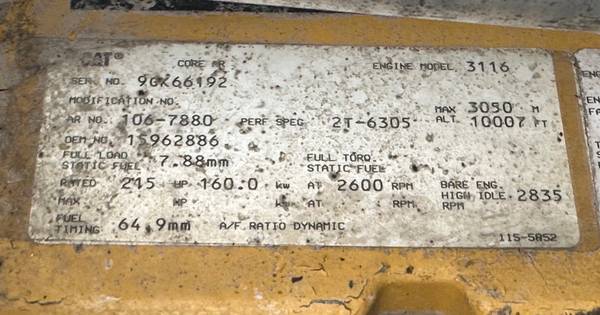 CAT® CORE AR ENGINE MODEL 3116
SER. NO. 9GX66192
MODIFICATION NO.
AR NO. 106-7880 PERF SPEC 2T-6305 MAX ALT. 3050 M 10007 FT
OEM NO. 15962886
FULL LOAD STATIC FUEL 7.88mm FULL TORQ. STATIC FUEL
RATED 215 HP 160.0 kw AT 2600 RPM BARE ENG. HIGH IDLE 2835 RPM
MAX HP kw AT RPM
FUEL TIMING 64.9mm A/F RATIO DYNAMIC
115-5852